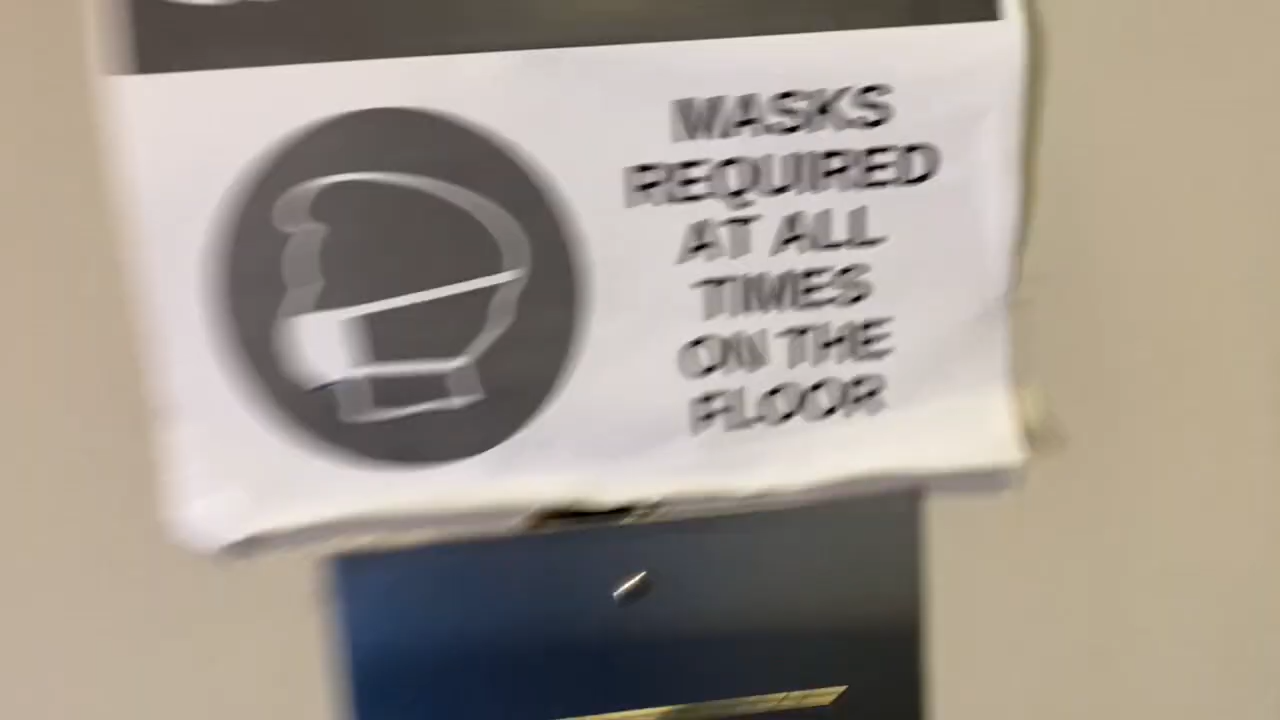 MASKS
REQUIRED
AT ALL
TIMES
ON THE
FLOOR